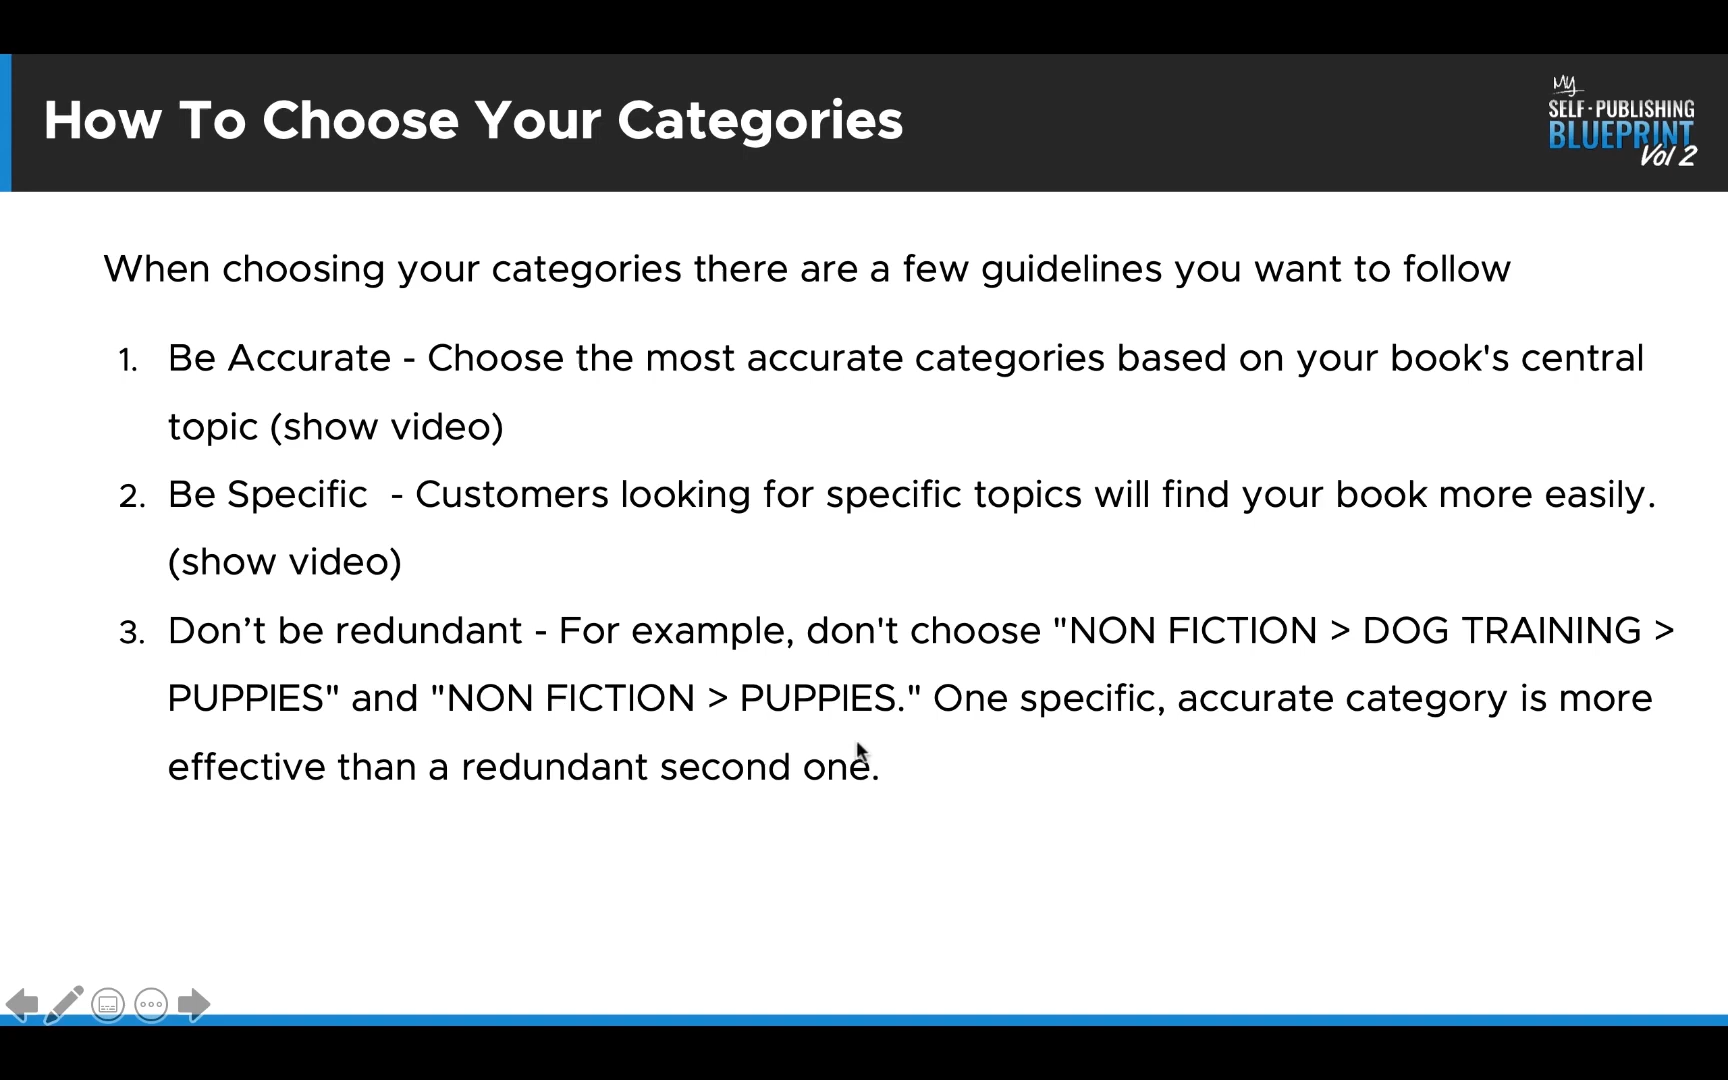 How To Choose Your Categories
My
SELF-PUBLISHING
BLUEPRINT
Vol 2
When choosing your categories there are a few guidelines you want to follow
1. Be Accurate - Choose the most accurate categories based on your book's central
topic (show video)
2. Be Specific  - Customers looking for specific topics will find your book more easily.
(show video)
3. Don’t be redundant - For example, don't choose "NON FICTION > DOG TRAINING >
PUPPIES" and "NON FICTION > PUPPIES." One specific, accurate category is more
effective than a redundant second one.